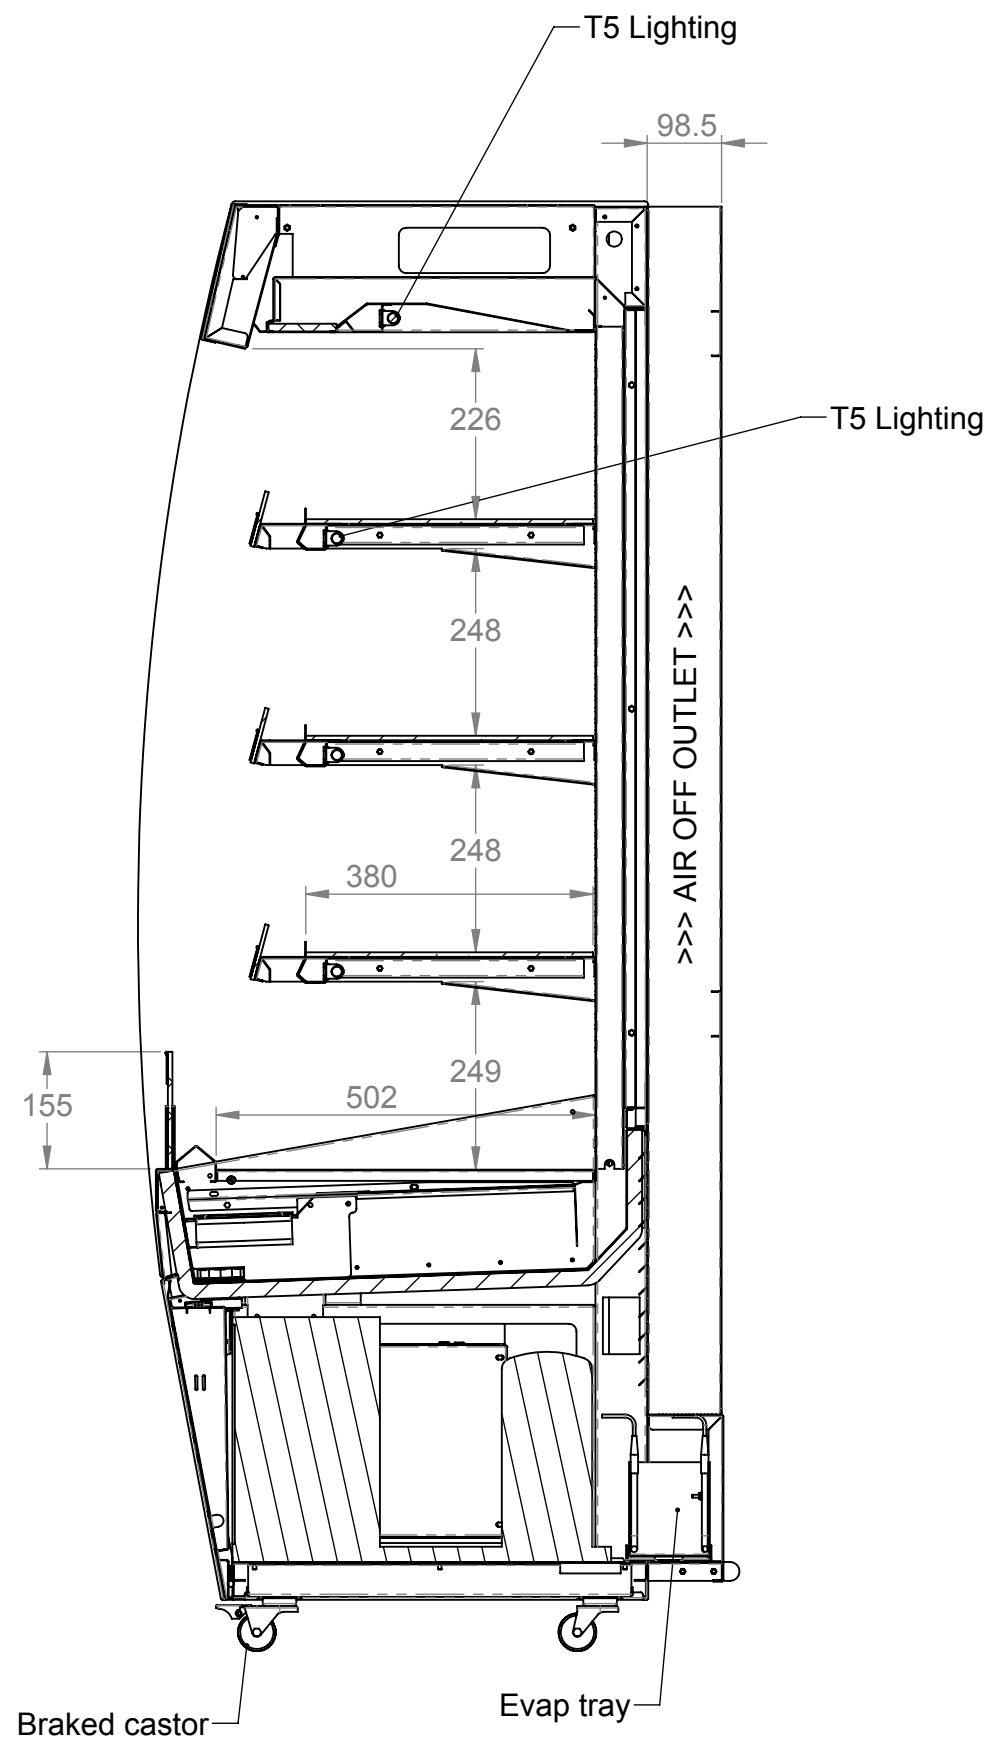 T5 Lighting
98.5
226
T5 Lighting
248
>>> AIR OFF OUTLET >>>
248
380
249
502
155
Evap tray
Braked castor